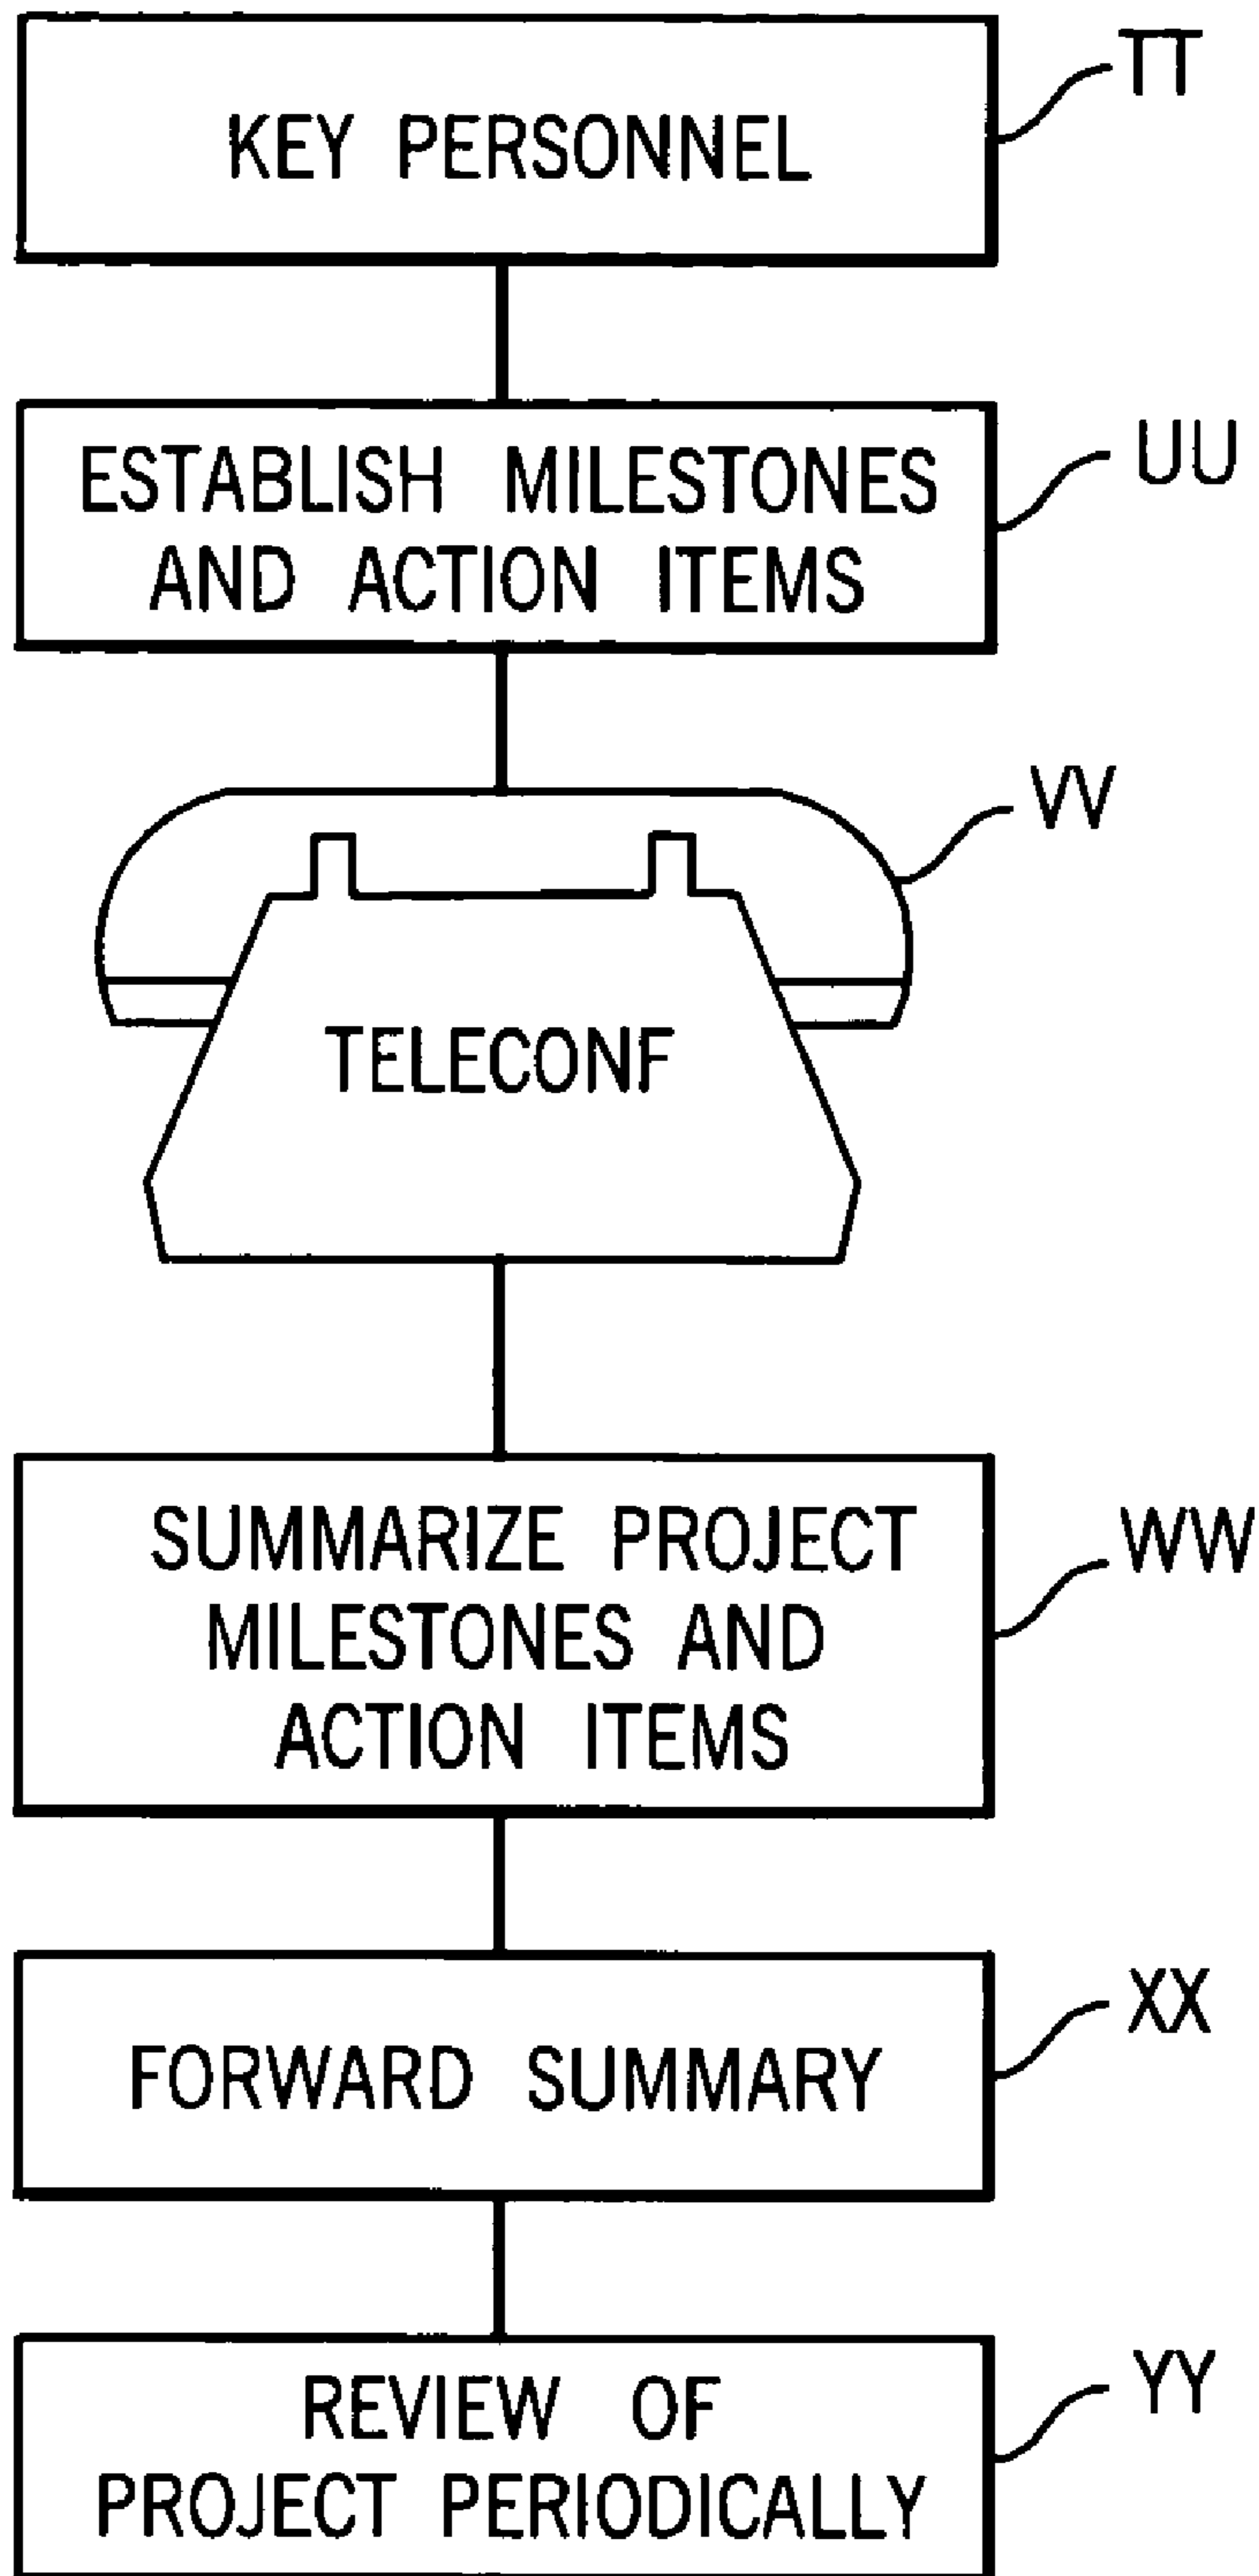 KEY PERSONNEL
TT
ESTABLISH MILESTONES
AND ACTION ITEMS
UU
VV
TELECONF
SUMMARIZE PROJECT
MILESTONES AND
ACTION ITEMS
WW
FORWARD SUMMARY
XX
REVIEW OF
PROJECT PERIODICALLY
YY